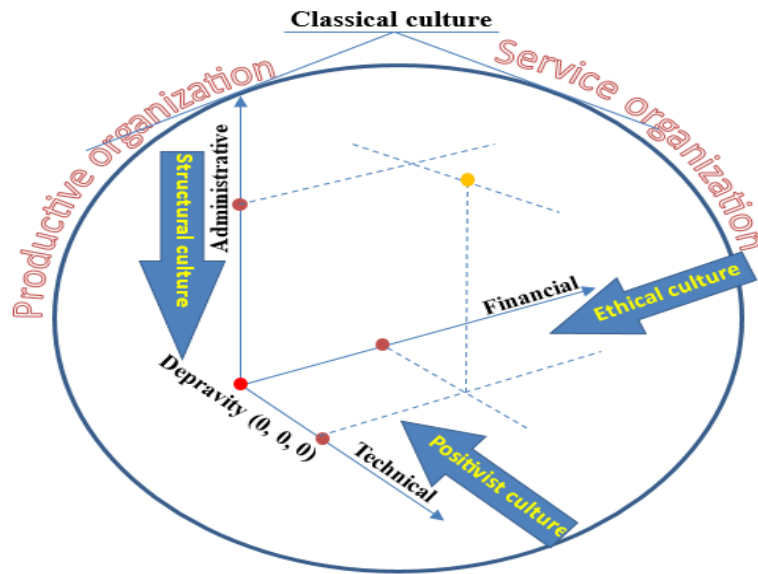 Classical culture
Productive organization
Service organization
Structural culture
Administrative
Financial
Ethical culture
Depravity (0, 0, 0)
Technical
Positivist culture